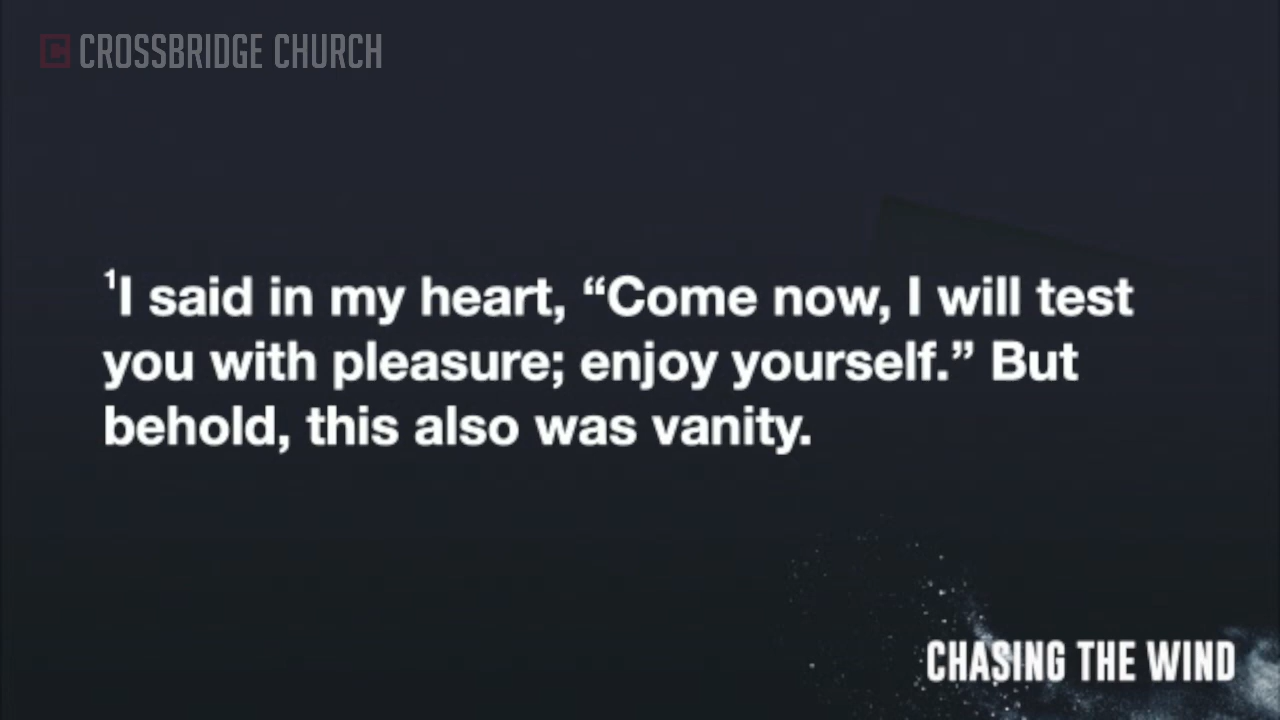 CROSSBRIDGE CHURCH
¹I said in my heart, “Come now, I will test
you with pleasure; enjoy yourself.” But
behold, this also was vanity.
CHASING THE WIND